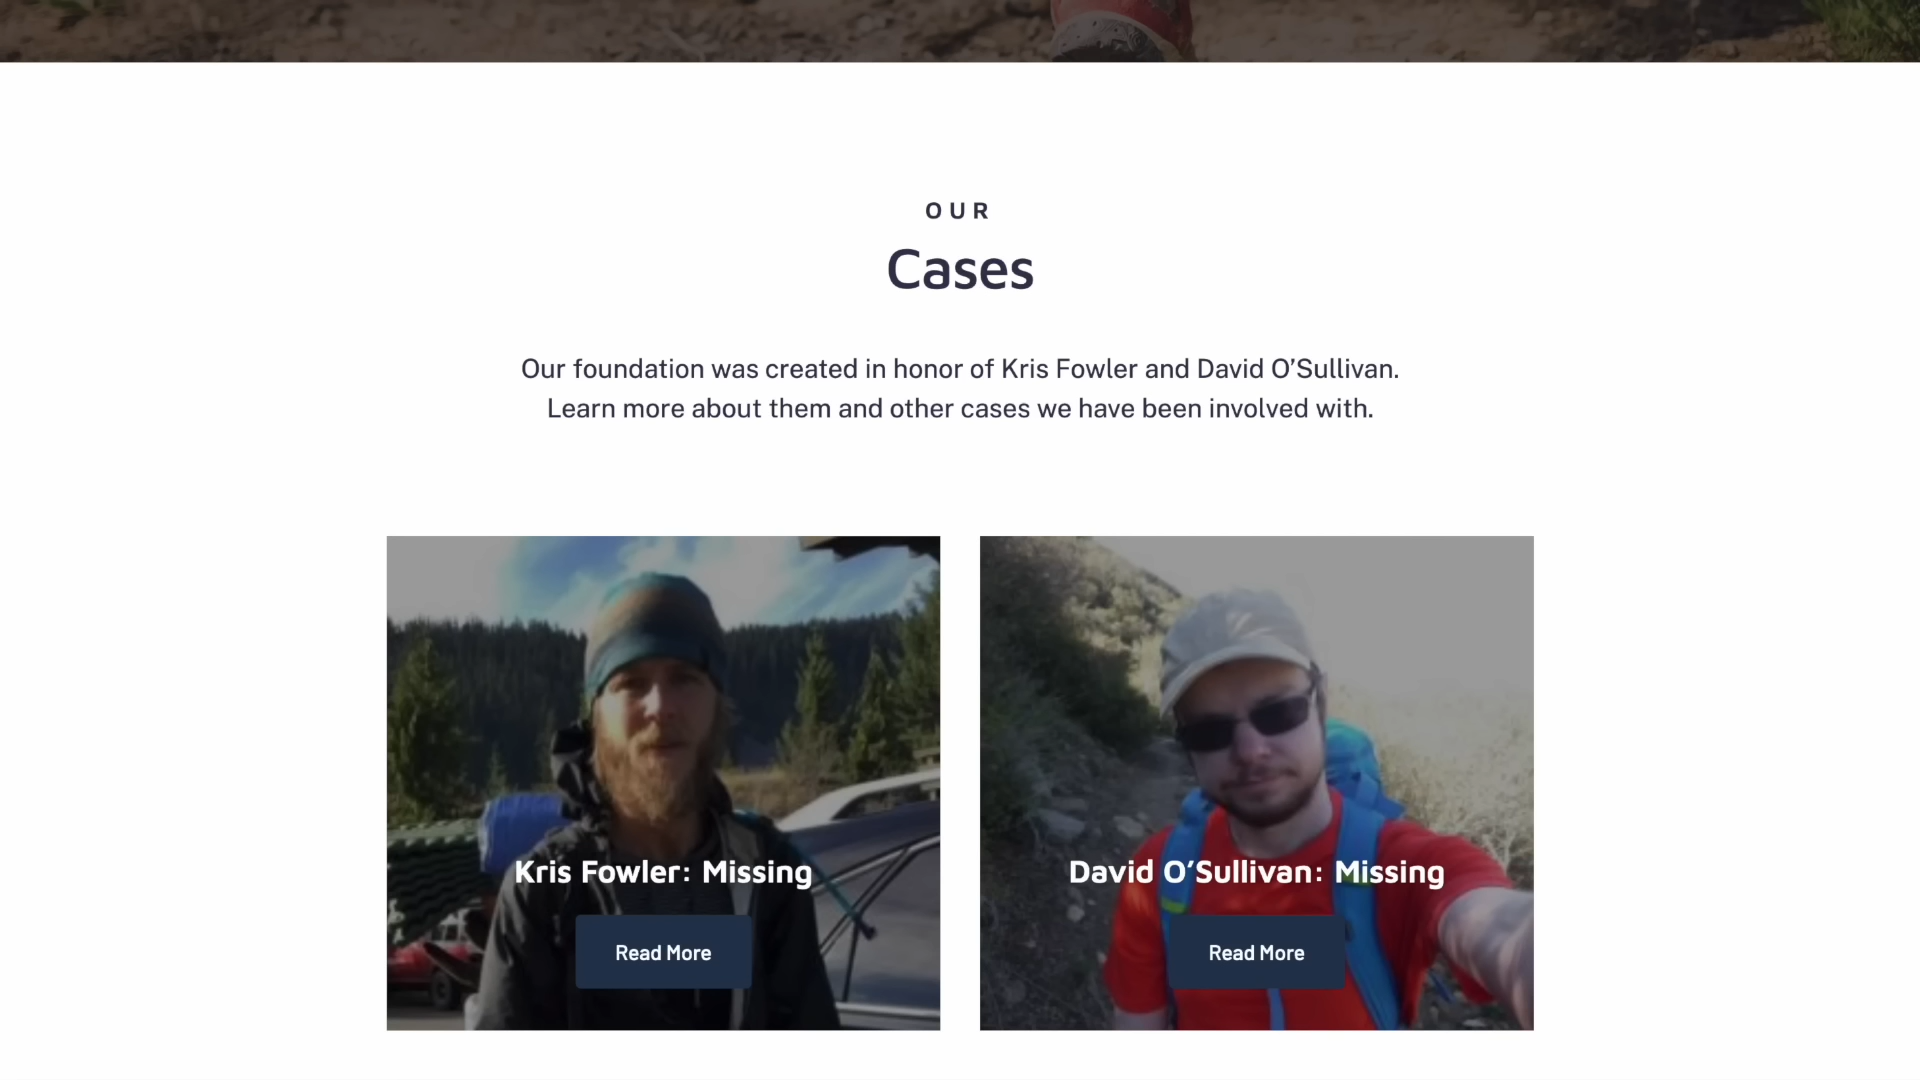 OUR
Cases
Our foundation was created in honor of Kris Fowler and David O’Sullivan.
Learn more about them and other cases we have been involved with.
Kris Fowler: Missing
Read More
David O’Sullivan: Missing
Read More